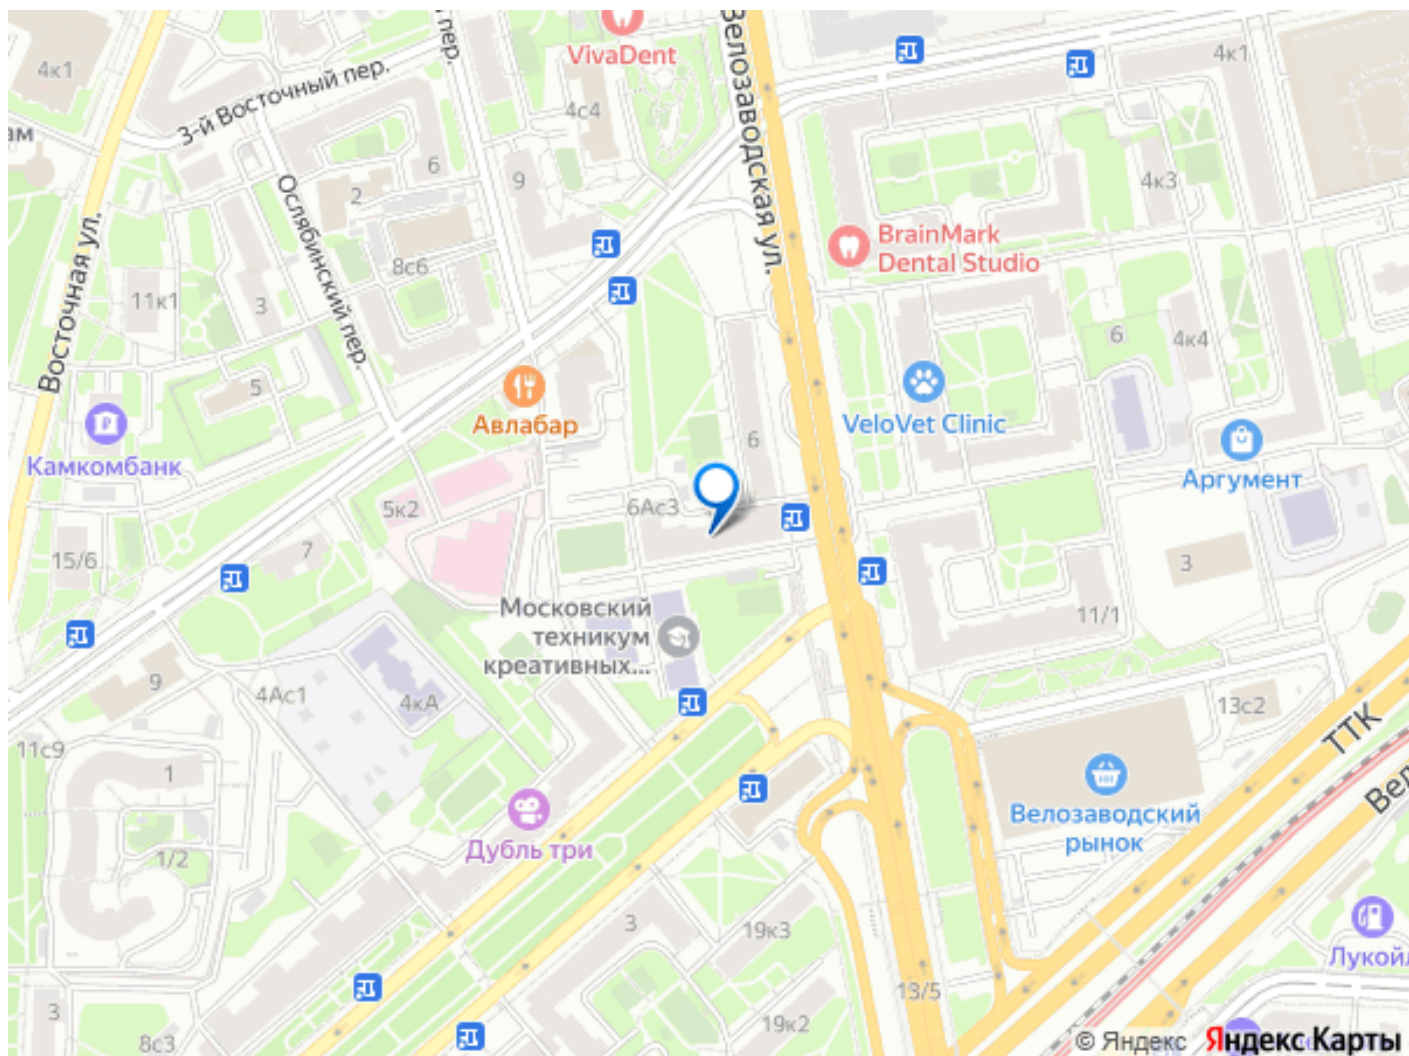 VivaDent
4к1
4к1
Велозаводская ул.
пер.
3-й Восточный пер.
4с4
ам
6
9
4к3
2
Ослябинский пер.
Восточная ул.
BrainMark
Dental Studio
8с6
11к1
3
6
4к4
5
Авлабар
VeloVet Clinic
6
Камкомбанк
Аргумент
5к2
6Ас3
15/6
7
3
Московский
техникум
креативных...
11/1
9
4Ас1
4кА
13с2
ТТК
11с9
1
Вел
Велозаводский
рынок
Дубль три
1/2
3
19к3
Лукойл
13/5
3
8с3
19к2
© Яндекс Яндекс Карты